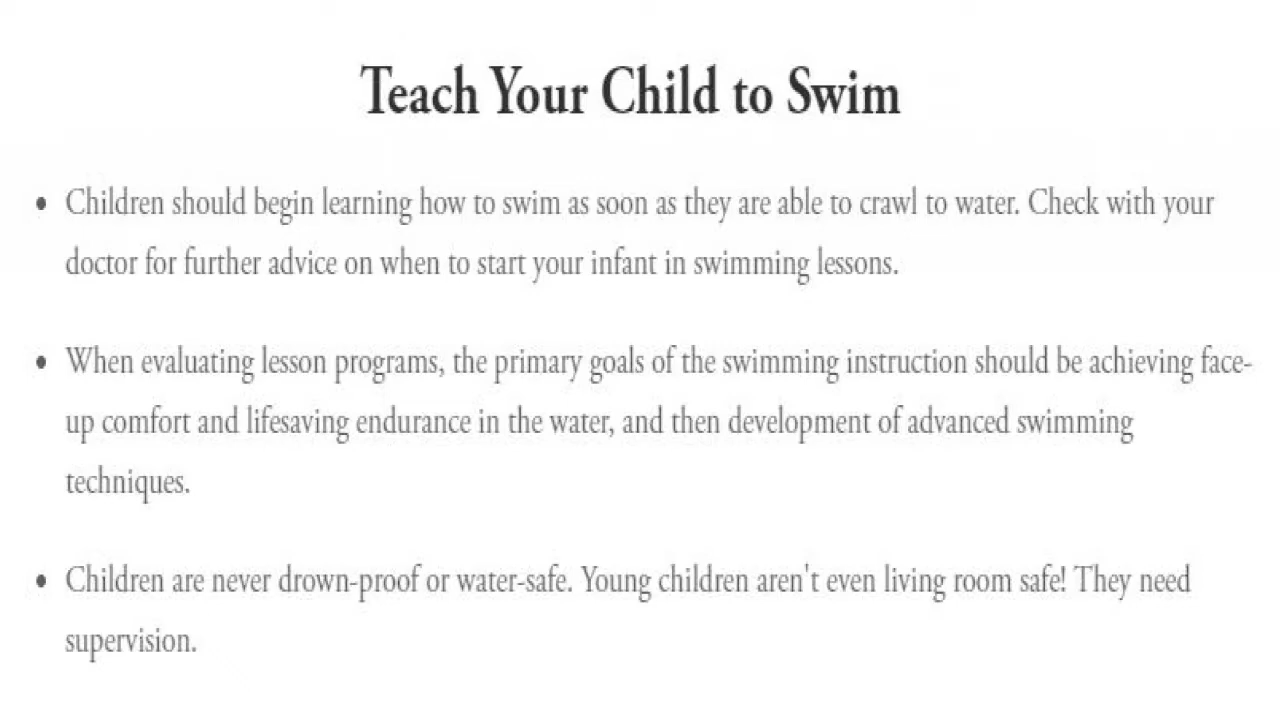 Teach Your Child to Swim
• Children should begin learning how to swim as soon as they are able to crawl to water. Check with your
doctor for further advice on when to start your infant in swimming lessons.
• When evaluating lesson programs, the primary goals of the swimming instruction should be achieving face-
up comfort and lifesaving endurance in the water, and then development of advanced swimming
techniques.
• Children are never drown-proof or water-safe. Young children aren't even living room safe! They need
supervision.